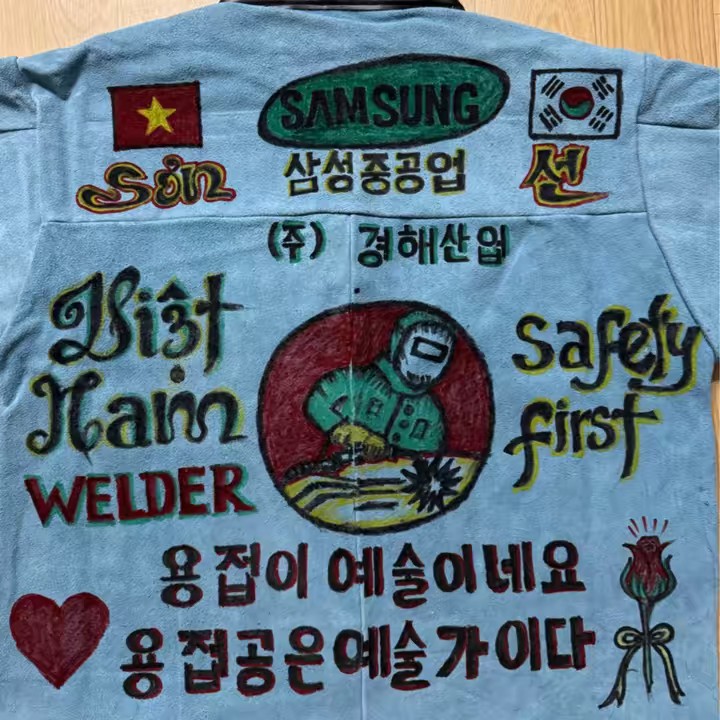 SAMSUNG
Sơn 삼성중공업 션
(주) 경해산업
Việt Nam
WELDER
Safety first
용접이 예술이네요
용접공은 예술가이다